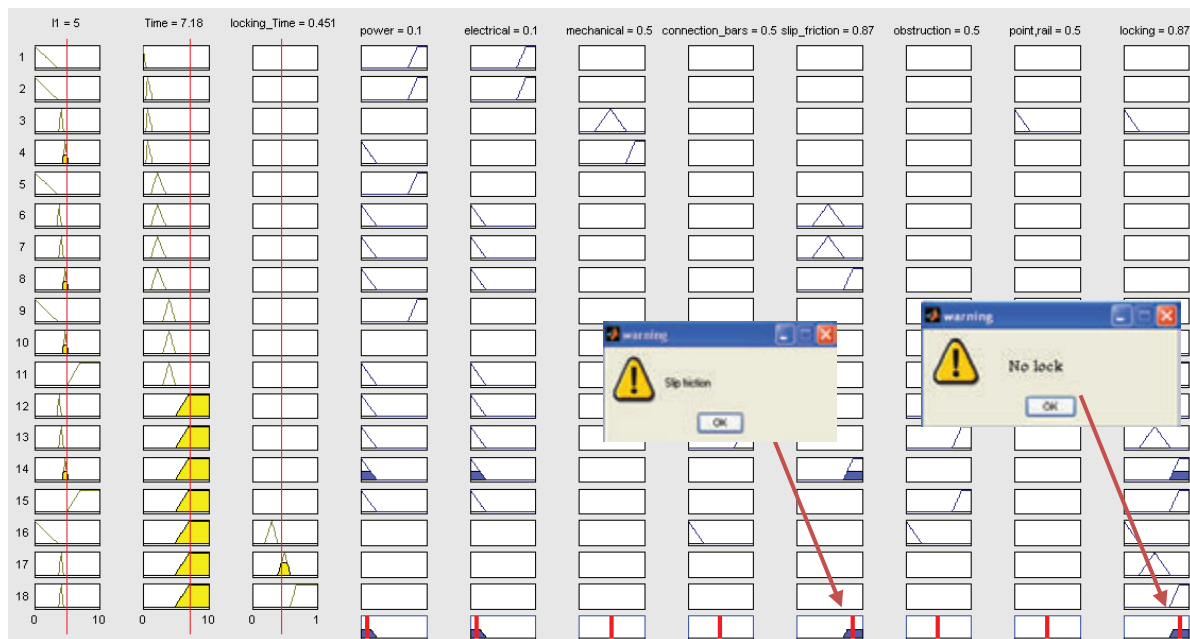 I1 = 5
Time = 7.18
locking_Time = 0.451
power = 0.1
electrical = 0.1
mechanical = 0.5
connection_bars = 0.5
slip_friction = 0.87
obstruction = 0.5
point,rail = 0.5
locking = 0.87
1
2
3
4
5
6
7
8
9
10
11
12
13
14
15
16
17
18
warning
Slip friction
OK
warning
No lock
OK
0 10
0 10
0 1